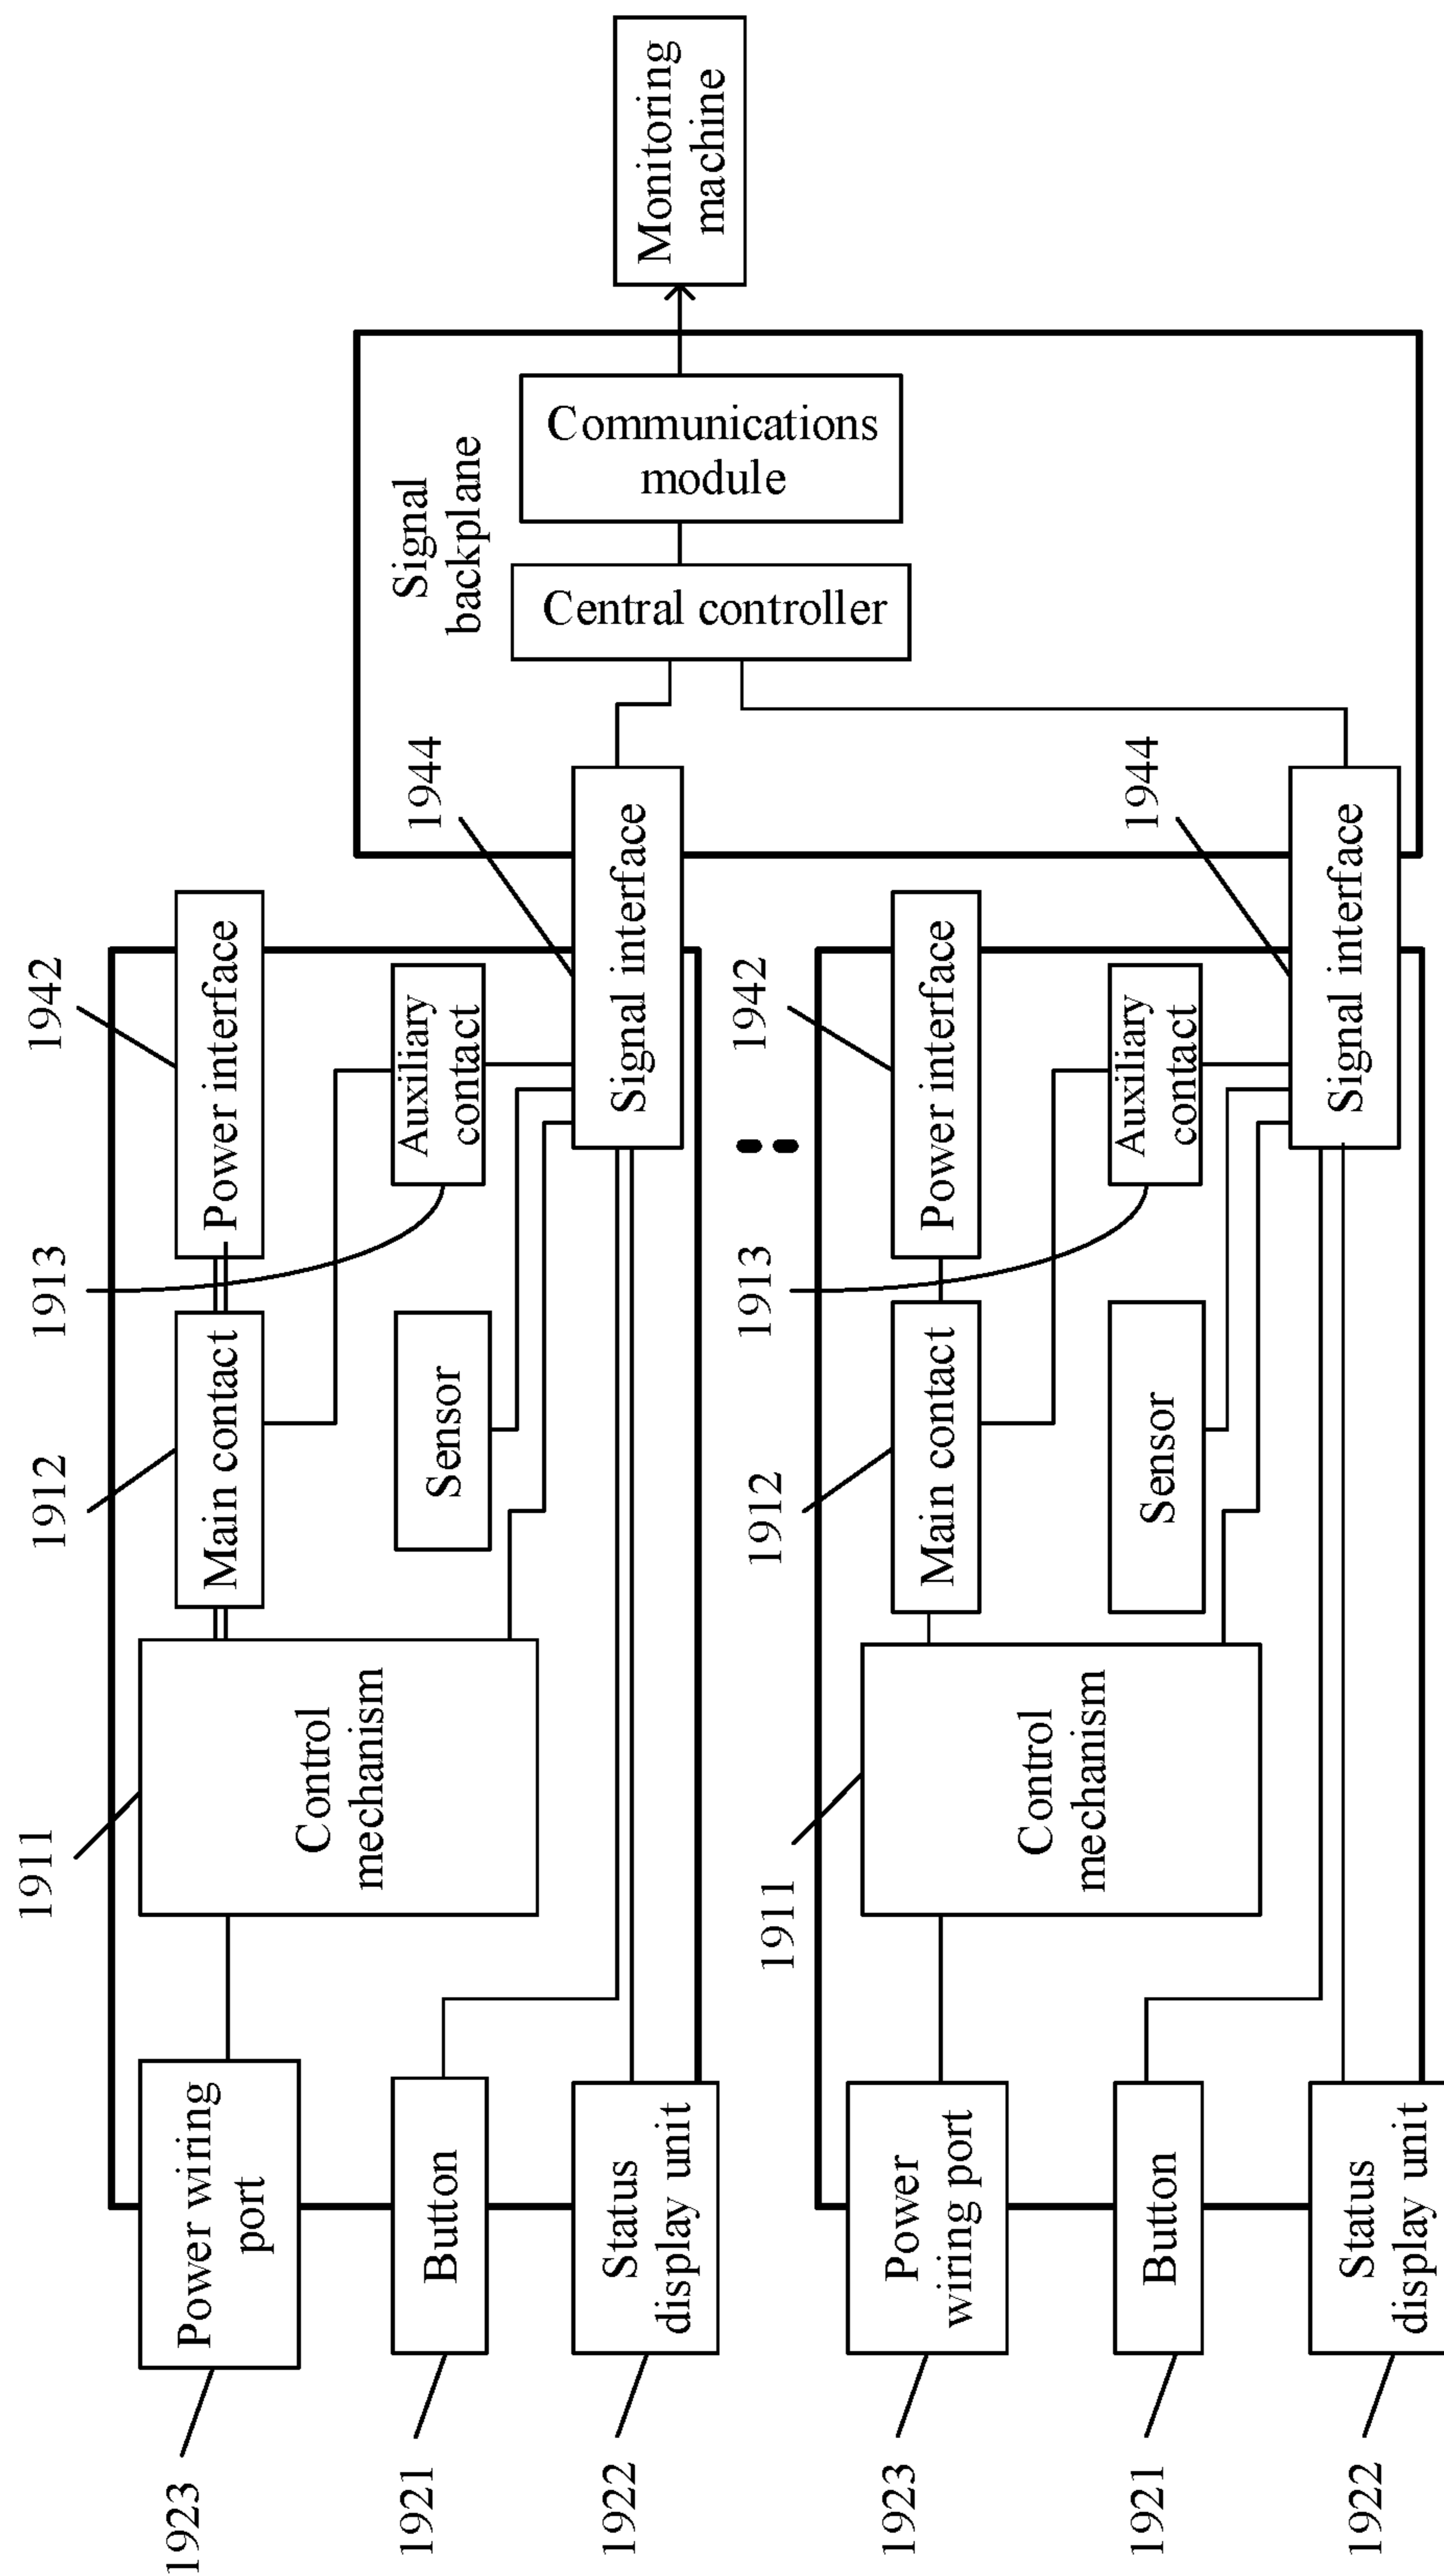 1942
1913
1912
1911
Power interface
Main contact
Auxiliary
contact
Sensor
Control
mechanism
Power wiring
port
1923
Button
1921
Status
display unit
1922
Signal interface
1944
Signal
backplane
Central controller
Communications
module
Monitoring
machine
1942
1913
1912
1911
Power interface
Main contact
Auxiliary
contact
Sensor
Control
mechanism
Power
wiring port
1923
Button
1921
Status
display unit
1922
Signal interface
1944